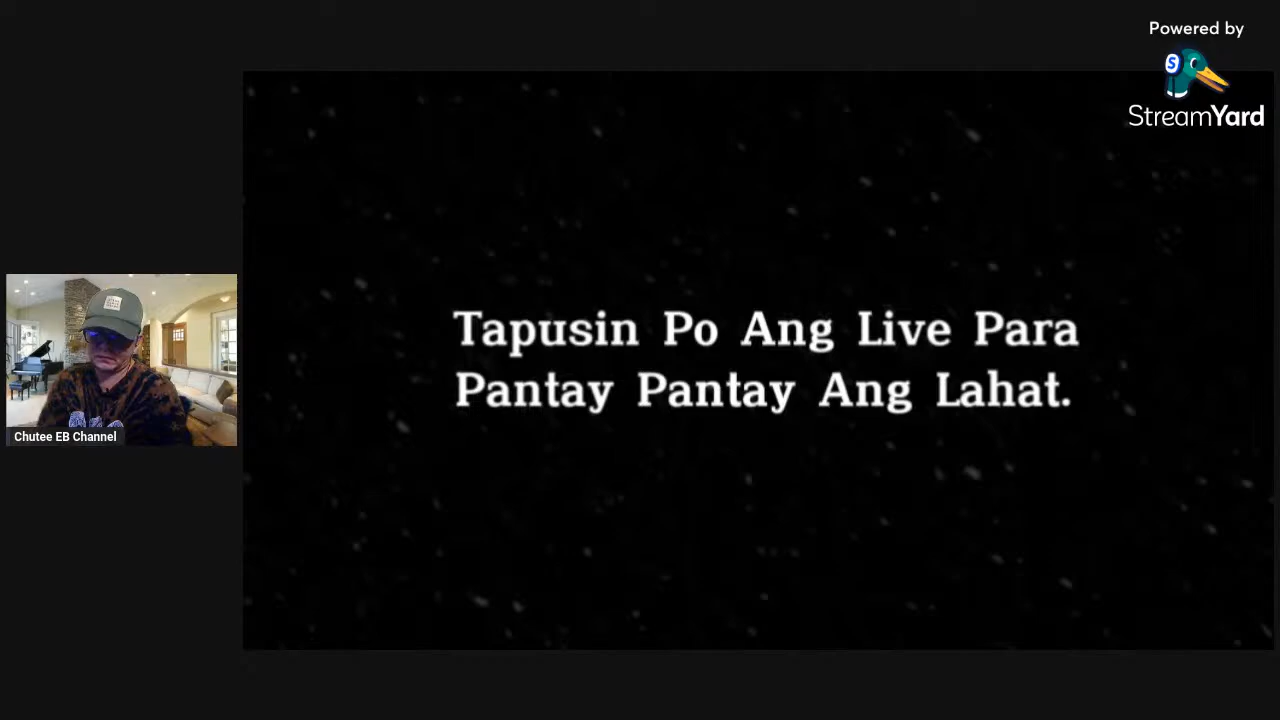 Powered by
S
StreamYard
Tapusin Po Ang Live Para
Pantay Pantay Ang Lahat.
Chutee EB Channel